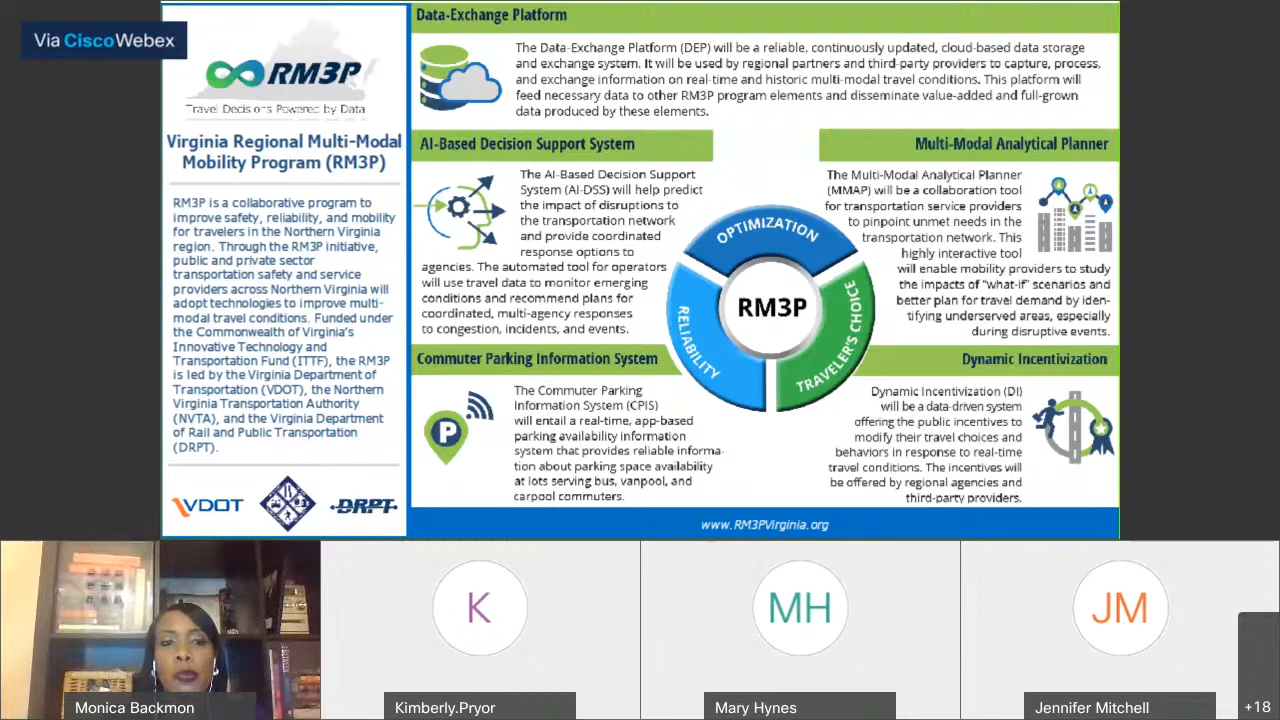 Via Cisco Webex
RM3P
Travel Decisions Powered by Data
Virginia Regional Multi-Modal
Mobility Program (RM3P)
RM3P is a collaborative program to
improve safety, reliability, and mobility
for travelers in the Northern Virginia
region. Through the RM3P initiative,
public and private sector
transportation safety and service
providers across Northern Virginia will
adopt technologies to improve multi-
modal travel conditions. Funded under
the Commonwealth of Virginia's
Innovative Technology and
Transportation Fund (ITTF), the RM3P
is led by the Virginia Department of
Transportation (VDOT), the Northern
Virginia Transportation Authority
(NVTA), and the Virginia Department
of Rail and Public Transportation
(DRPT).
VDOT
DRPT
Data-Exchange Platform
The Data-Exchange Platform (DEP) will be a reliable, continuously updated, cloud-based data storage
and exchange system. It will be used by regional partners and third-party providers to capture, process,
and exchange information on real-time and historic multi-modal travel conditions. This platform will
feed necessary data to other RM3P program elements and disseminate value-added and full-grown
data produced by these elements.
AI-Based Decision Support System
The AI-Based Decision Support
System (AI-DSS) will help predict
the impact of disruptions to
the transportation network
and provide coordinated
response options to
agencies. The automated tool for operators
will use travel data to monitor emerging
conditions and recommend plans for
coordinated, multi-agency responses
to congestion, incidents, and events.
Multi-Modal Analytical Planner
The Multi-Modal Analytical Planner
(MMAP) will be a collaboration tool
for transportation service providers
to pinpoint unmet needs in the
transportation network. This
highly interactive tool
will enable mobility providers to study
the impacts of "what-if" scenarios and
better plan for travel demand by iden-
tifying underserved areas, especially
during disruptive events.
OPTIMIZATION
RELIABILITY
RM3P
TRAVELER'S CHOICE
Commuter Parking Information System
P
The Commuter Parking
Information System (CPIS)
will entail a real-time, app-based
parking availability information
system that provides reliable informa-
tion about parking space availability
at lots serving bus, vanpool, and
carpool commuters.
Dynamic Incentivization
Dynamic Incentivization (DI)
will be a data-driven system
offering the public incentives to
modify their travel choices and
behaviors in response to real-time
travel conditions. The incentives will
be offered by regional agencies and
third-party providers.
www.RM3PVirginia.org
K
MH
JM
Monica Backmon
Kimberly.Pryor
Mary Hynes
Jennifer Mitchell
+18